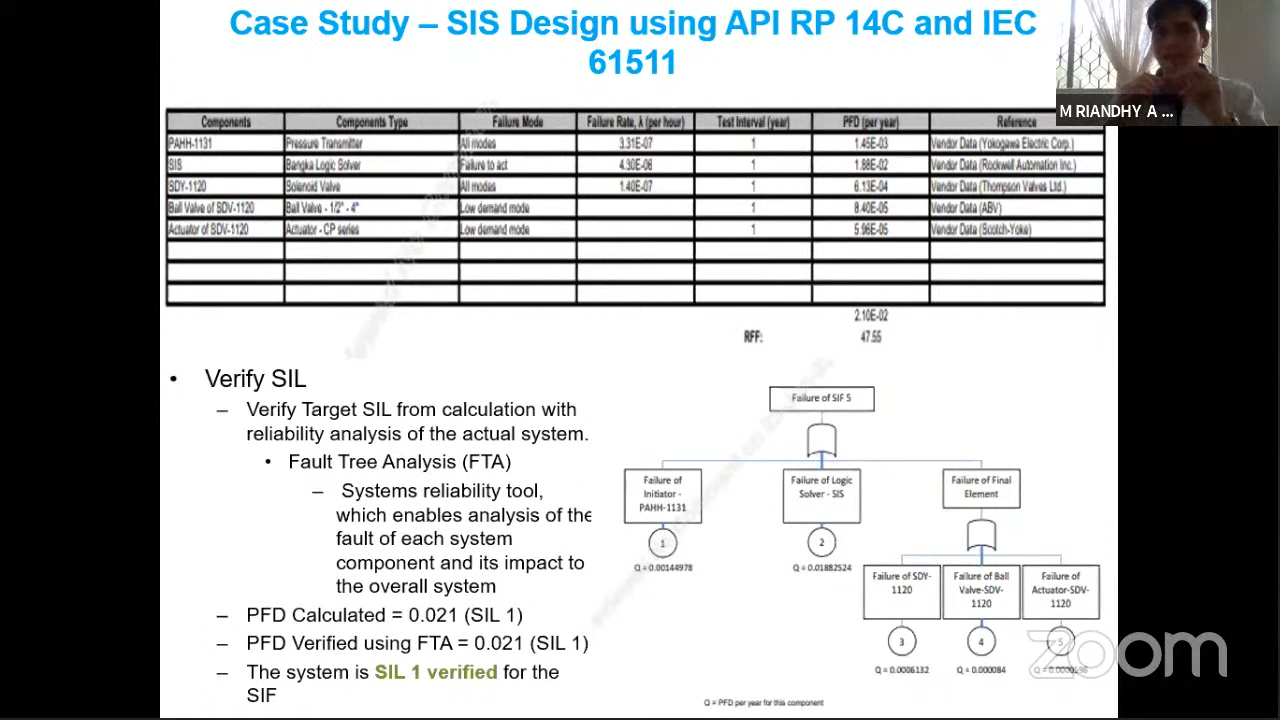 Case Study – SIS Design using API RP 14C and IEC
61511
M RIANDHY A ...
Components Components Type Failure Mode Failure Rate, λ (per hour) Test Interval (year) PFD (per year) Reference
PAHH-1131 Pressure Transmitter All modes 3.31E-07 1 1.45E-03 Vendor Data (Yokogawa Electric Corp.)
SIS Bangka Logic Solver Failure to act 4.30E-06 1 1.88E-02 Vendor Data (Rockwell Automation Inc.)
SDY-1120 Solenoid Valve All modes 1.40E-07 1 6.13E-04 Vendor Data (Thompson Valves Ltd.)
Ball Valve of SDV-1120 Ball Valve - 1/2" - 4" Low demand mode 1 8.40E-05 Vendor Data (ABV)
Actuator of SDV-1120 Actuator - CP series Low demand mode 1 5.96E-05 Vendor Data (Scotch-Yoke)
2.10E-02
RFF: 47.55
• Verify SIL
– Verify Target SIL from calculation with
reliability analysis of the actual system.
• Fault Tree Analysis (FTA)
– Systems reliability tool,
which enables analysis of the
fault of each system
component and its impact to
the overall system
– PFD Calculated = 0.021 (SIL 1)
– PFD Verified using FTA = 0.021 (SIL 1)
– The system is SIL 1 verified for the
SIF
Failure of SIF 5
Failure of
Initiator -
PAHH-1131
1
Q = 0.00144978
Failure of Logic
Solver - SIS
2
Q = 0.01882524
Failure of Final
Element
Failure of SDY-
1120
3
Q = 0.0006132
Failure of Ball
Valve-SDV-
1120
4
Q = 0.000084
Failure of
Actuator-SDV-
1120
5
Q = PFD per year for this component
zoom